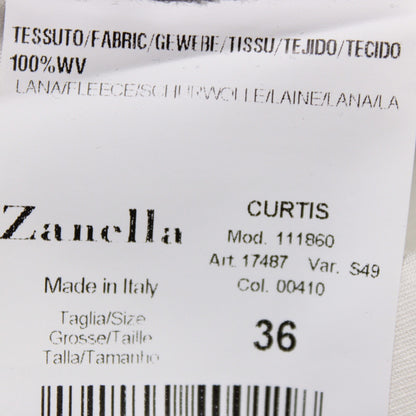 TESSUTO/FABRIC/GEWEBE/TISSU/TEJIDO/TECIDO
100%WV
LANA/FLEECE/SCHURWOLLE/LAINE/LANA/LA
Zanella
CURTIS
Mod. 111860
Art. 17487 Var. S49
Col. 00410
Made in Italy
Taglia/Size
Grosse/Taille
Talla/Tamanho
36